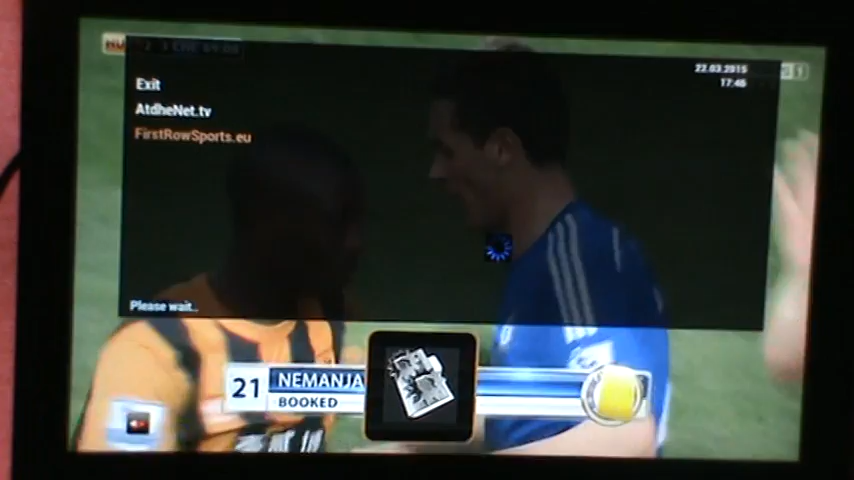 22.03.2015
17:46
Exit
AtdheNet.tv
FirstRowSports.eu
Please wait..
21 NEMANJA
BOOKED